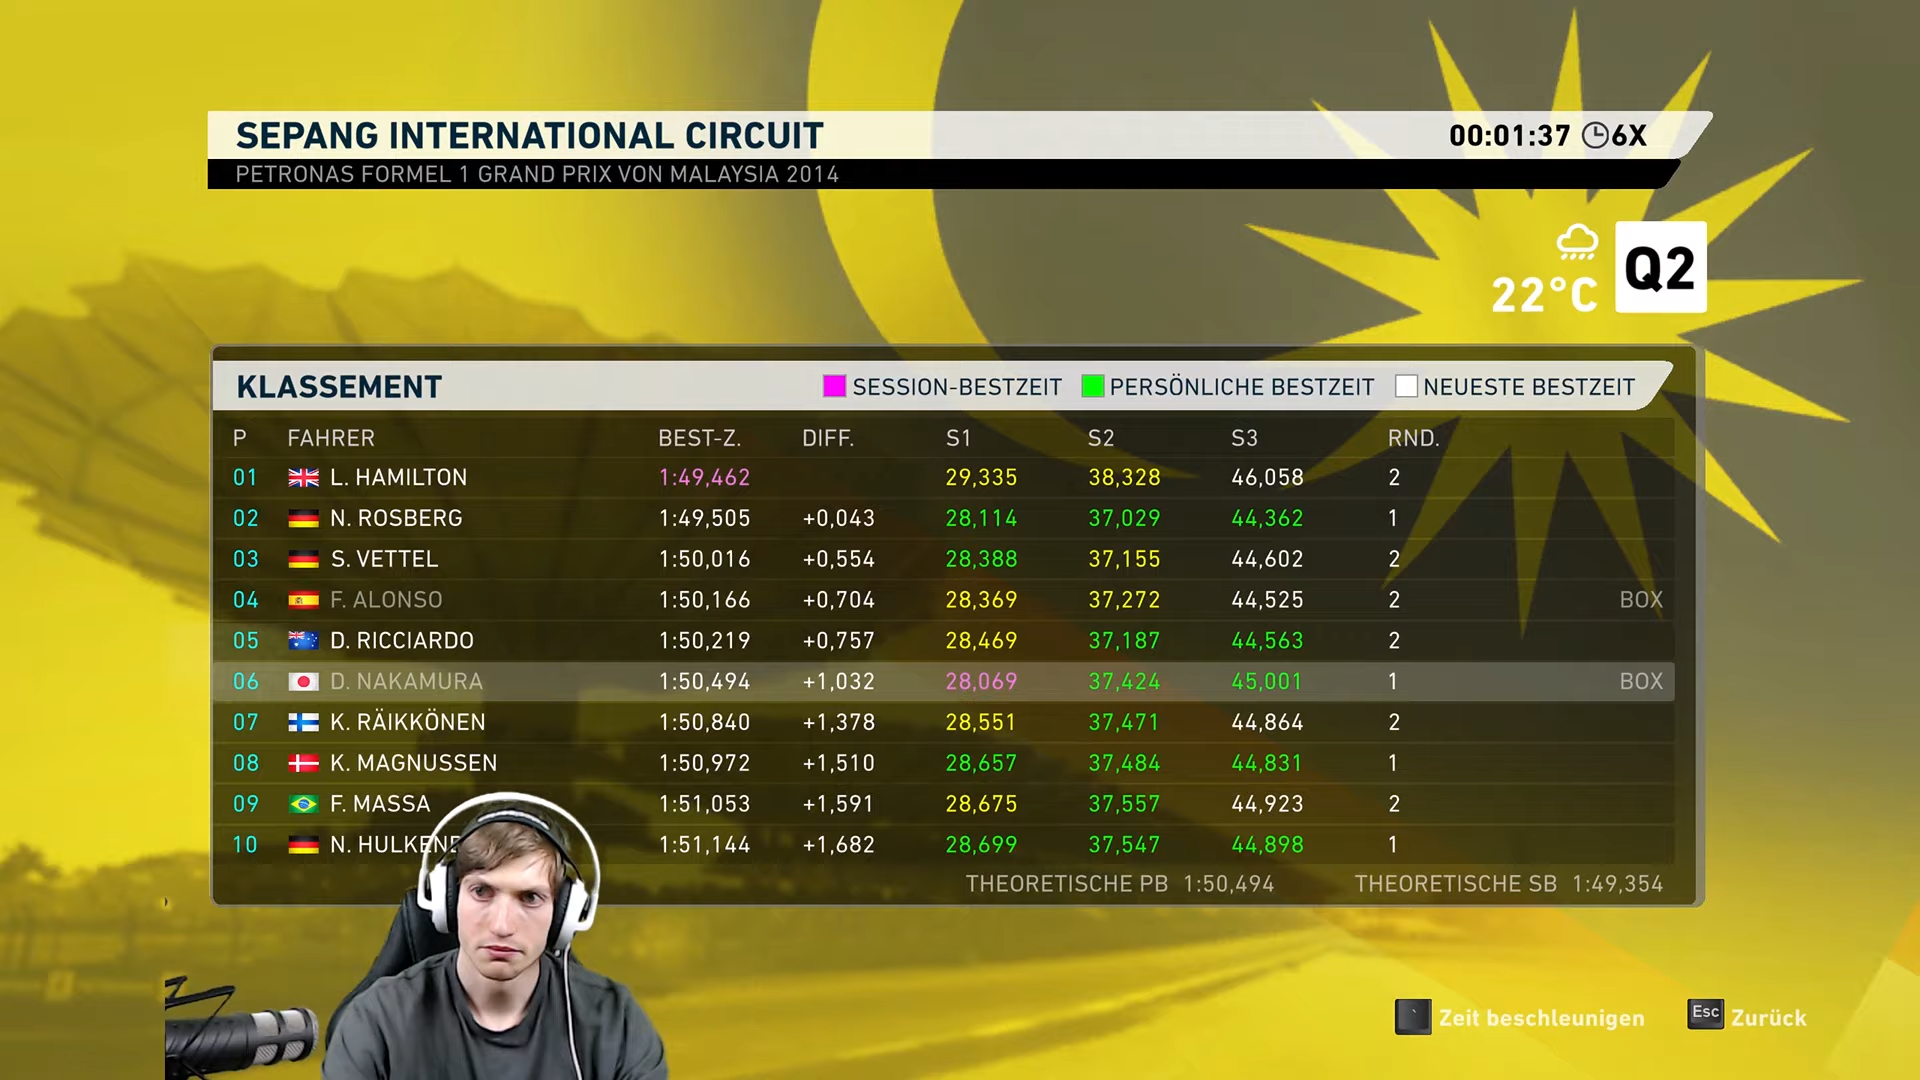 SEPANG INTERNATIONAL CIRCUIT 00:01:37 6X
PETRONAS FORMEL 1 GRAND PRIX VON MALAYSIA 2014
22°C Q2
KLASSEMENT SESSION-BESTZEIT PERSÖNLICHE BESTZEIT NEUESTE BESTZEIT
P FAHRER BEST-Z. DIFF. S1 S2 S3 RND.
01 L. HAMILTON 1:49,462 29,335 38,328 46,058 2
02 N. ROSBERG 1:49,505 +0,043 28,114 37,029 44,362 1
03 S. VETTEL 1:50,016 +0,554 28,388 37,155 44,602 2
04 F. ALONSO 1:50,166 +0,704 28,369 37,272 44,525 2 BOX
05 D. RICCIARDO 1:50,219 +0,757 28,469 37,187 44,563 2
06 D. NAKAMURA 1:50,494 +1,032 28,069 37,424 45,001 1 BOX
07 K. RÄIKKÖNEN 1:50,840 +1,378 28,551 37,471 44,864 2
08 K. MAGNUSSEN 1:50,972 +1,510 28,657 37,484 44,831 1
09 F. MASSA 1:51,053 +1,591 28,675 37,557 44,923 2
10 N. 1:51,144 +1,682 28,699 37,547 44,898 1
THEORETISCHE PB 1:50,494 THEORETISCHE SB 1:49,354
Zeit beschleunigen Esc Zurück